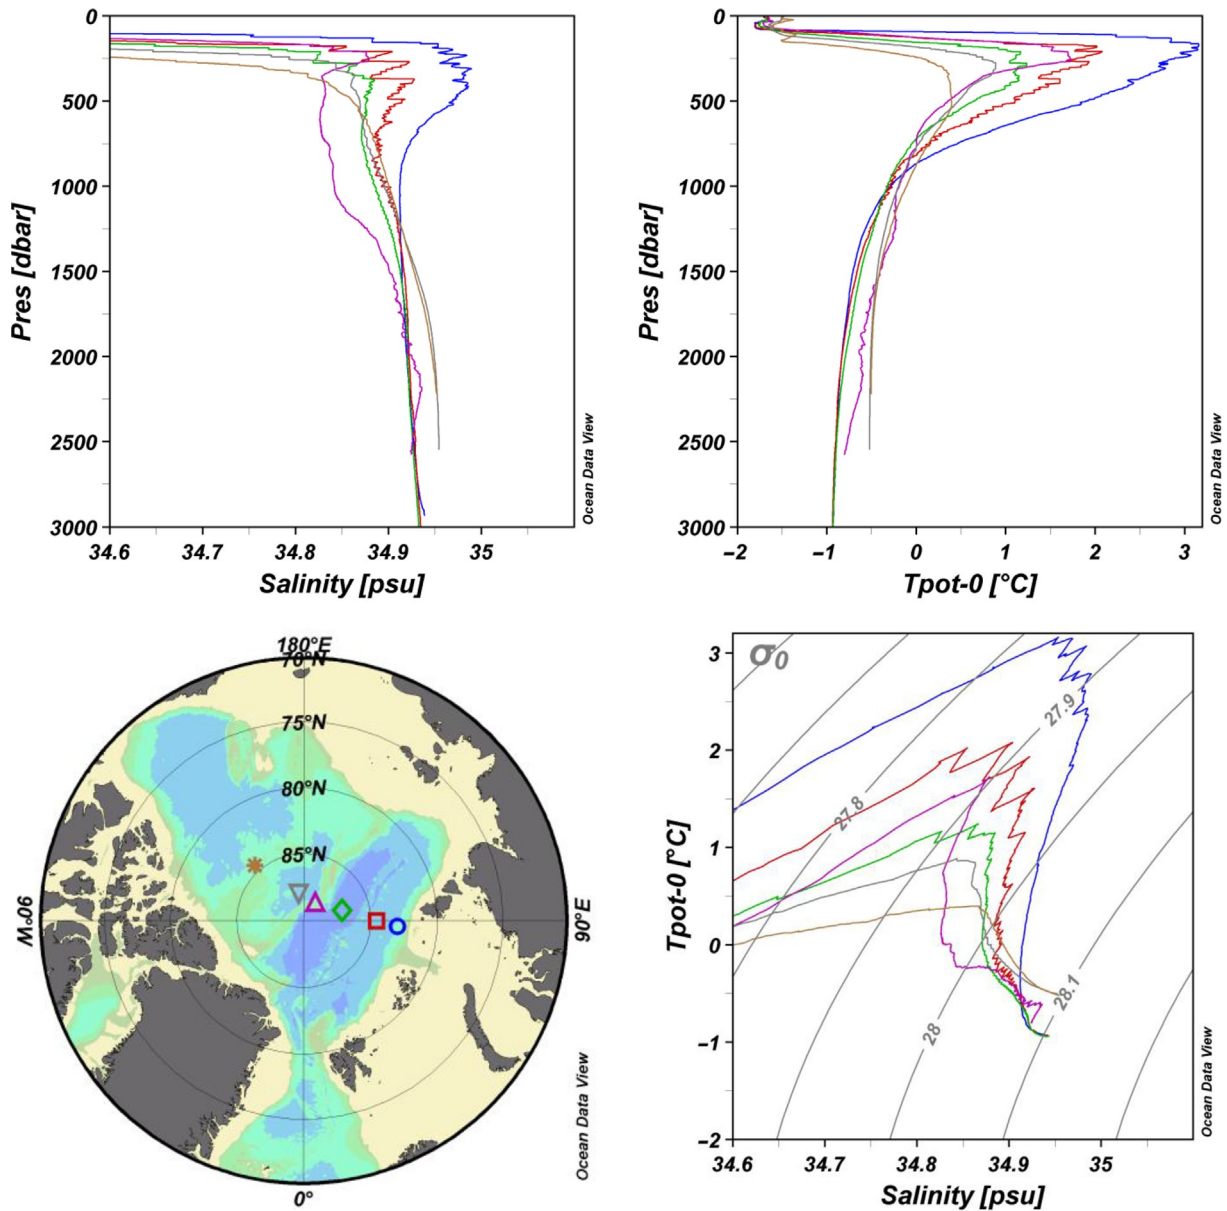 0
500
1000
1500
2000
2500
3000
Pres [dbar]
34.6
34.7
34.8
34.9
35
Salinity [psu]
Ocean Data View
0
500
1000
1500
2000
2500
3000
Pres [dbar]
−2
−1
0
1
2
3
Tpot-0 [°C]
Ocean Data View
180°E
70°N
75°N
80°N
85°N
90°W
90°E
0°
Ocean Data View
σ0
27.8
27.9
28
28.1
3
2
1
0
−1
−2
Tpot-0 [°C]
34.6
34.7
34.8
34.9
35
Salinity [psu]
Ocean Data View